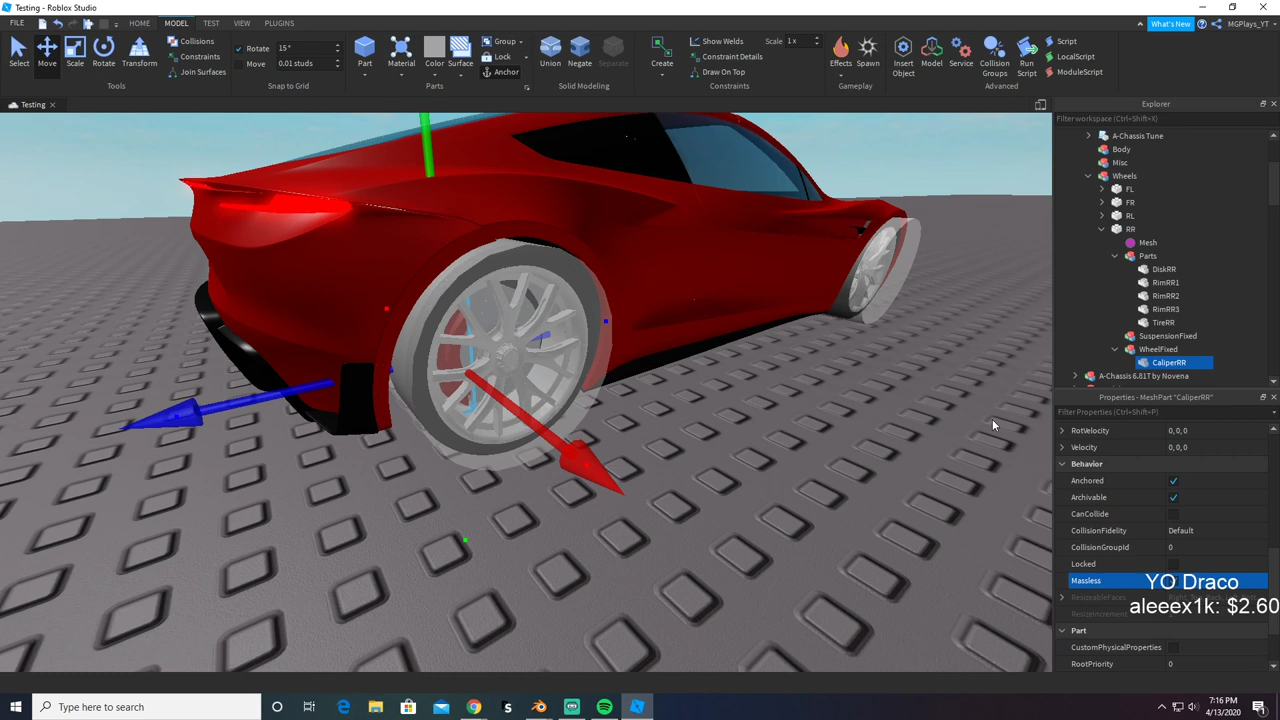 Testing - Roblox Studio
FILE HOME MODEL TEST VIEW PLUGINS What's New MGPlays_YT
Select Move Scale Rotate Transform Collisions Constraints Join Surfaces
Tools
Rotate 15°
Move 0.01 studs
Snap to Grid
Part Material Color Surface Group Lock Anchor
Parts
Union Negate Separate
Solid Modeling
Create Show Welds Scale 1 x
Constraint Details
Draw On Top
Constraints
Effects Spawn
Gameplay
Insert Object Model Service Collision Groups Run Script Script
LocalScript
ModuleScript
Advanced
Testing
Explorer
Filter workspace (Ctrl+Shift+X)
A-Chassis Tune
Body
Misc
Wheels
FL
FR
RL
RR
Mesh
Parts
DiskRR
RimRR1
RimRR2
RimRR3
TireRR
SuspensionFixed
WheelFixed
CaliperRR
A-Chassis 6.81T by Novena
Properties - MeshPart "CaliperRR"
Filter Properties (Ctrl+Shift+P)
RotVelocity 0, 0, 0
Velocity 0, 0, 0
Behavior
Anchored
Archivable
CanCollide
CollisionFidelity Default
CollisionGroupId 0
Locked
Massless
YO Draco
ResizeableFaces
aleeex1k: $2.60
ResizeIncrement
Part
CustomPhysicalProperties
RootPriority 0
Type here to search
7:16 PM
4/13/2020